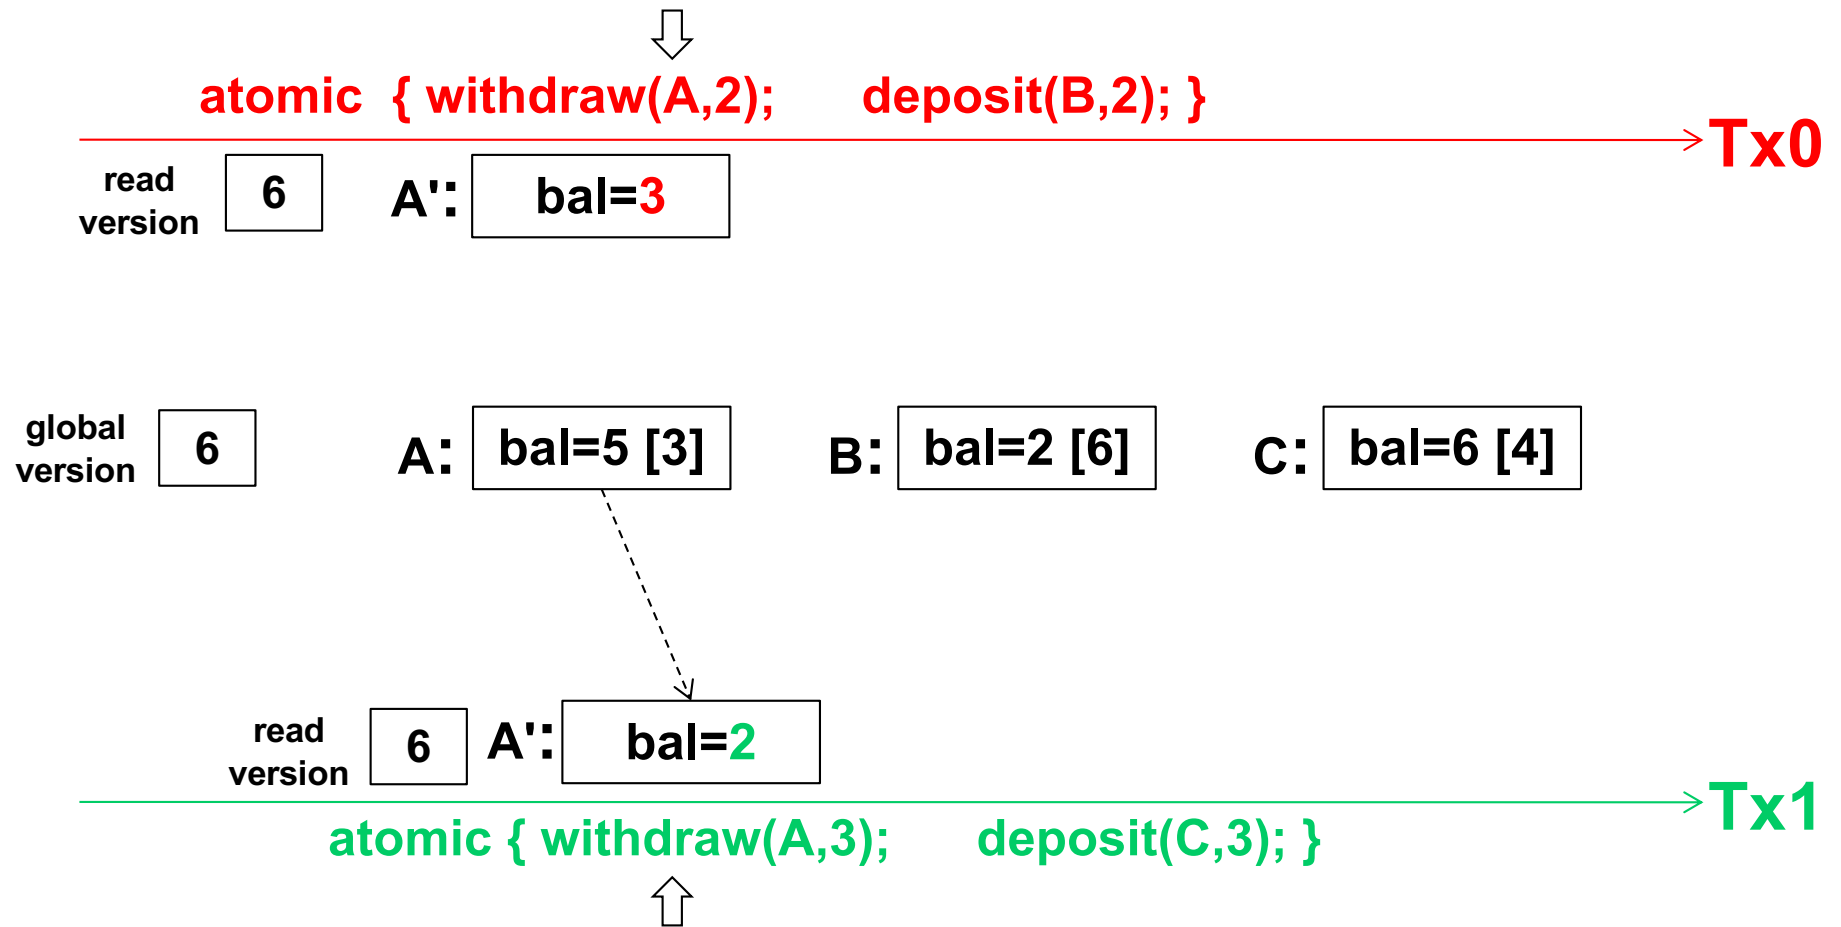 atomic { withdraw(A,2); deposit(B,2); }
Tx0
read
version
6
A':
bal=3
global
version
6
A:
bal=5 [3]
B:
bal=2 [6]
C:
bal=6 [4]
read
version
6
A':
bal=2
Tx1
atomic { withdraw(A,3); deposit(C,3); }